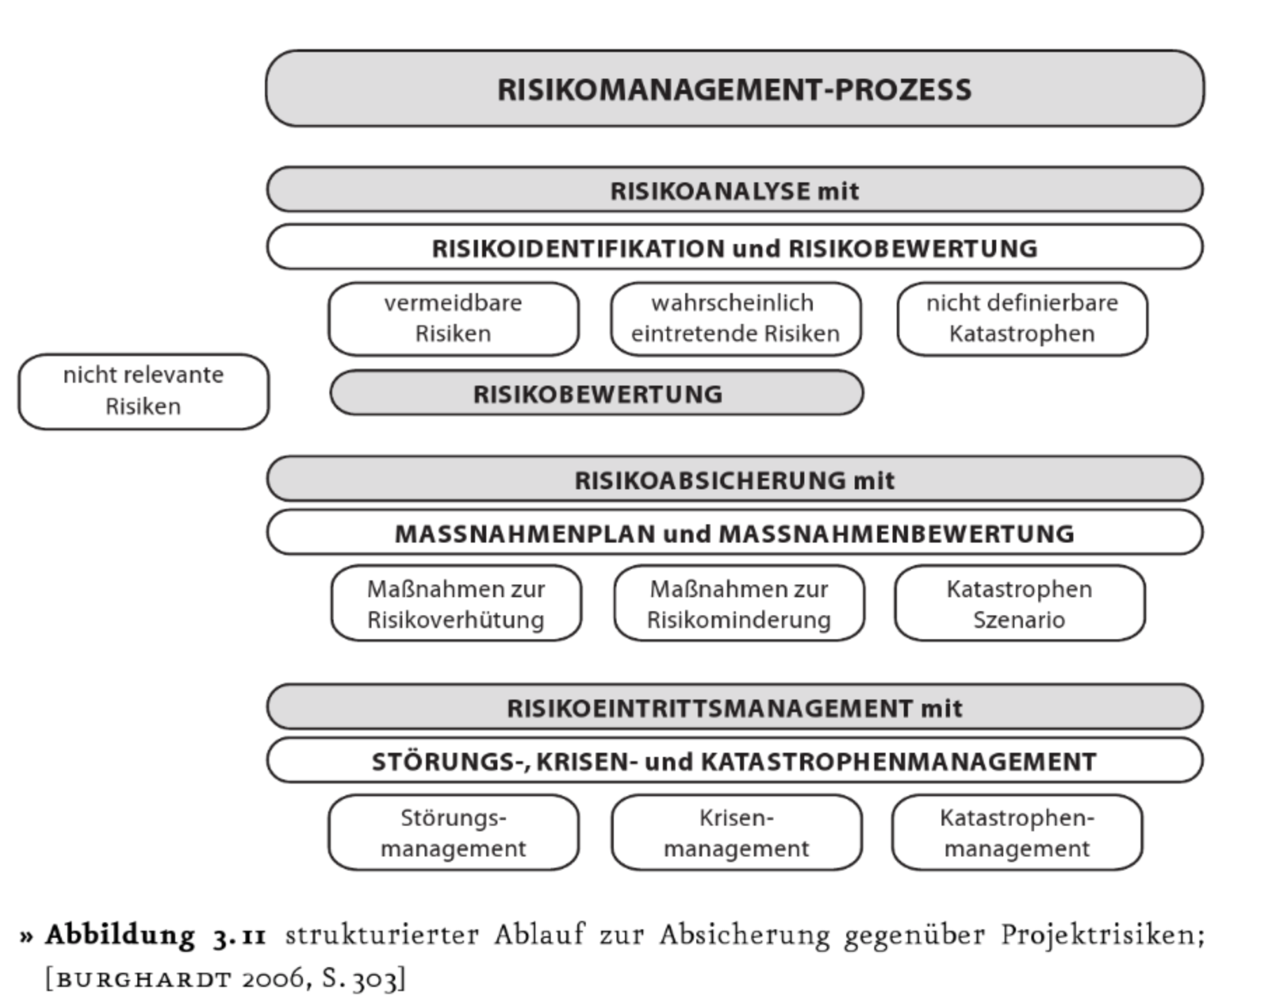 RISIKOMANAGEMENT-PROZESS
RISIKOANALYSE mit
RISIKOIDENTIFIKATION und RISIKOBEWERTUNG
vermeidbare
Risiken
wahrscheinlich
eintretende Risiken
nicht definierbare
Katastrophen
nicht relevante
Risiken
RISIKOBEWERTUNG
RISIKOABSICHERUNG mit
MASSNAHMENPLAN und MASSNAHMENBEWERTUNG
Maßnahmen zur
Risikoverhütung
Maßnahmen zur
Risikominderung
Katastrophen
Szenario
RISIKOEINTRITTSMANAGEMENT mit
STÖRUNGS-, KRISEN- und KATASTROPHENMANAGEMENT
Störungs-
management
Krisen-
management
Katastrophen-
management
» Abbildung 3.11 strukturierter Ablauf zur Absicherung gegenüber Projektrisiken;
[BURGHARDT 2006, S. 303]